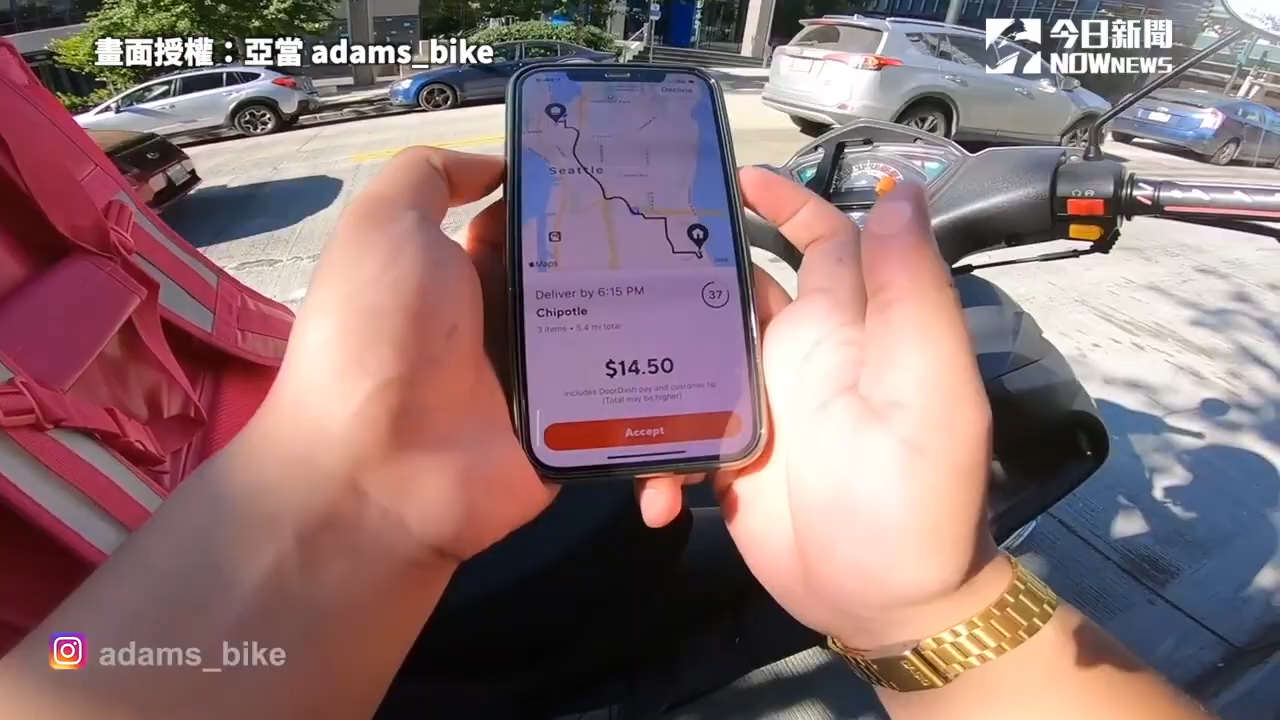 畫面授權：亞當 adams_bike
今日新聞
NOWNEWS
Decline
Seattle
Maps
Deliver by 6:15 PM
37
Chipotle
3 items • 5.4 mi total
$14.50
Includes DoorDash pay and customer tip
(Total may be higher)
Accept
adams_bike